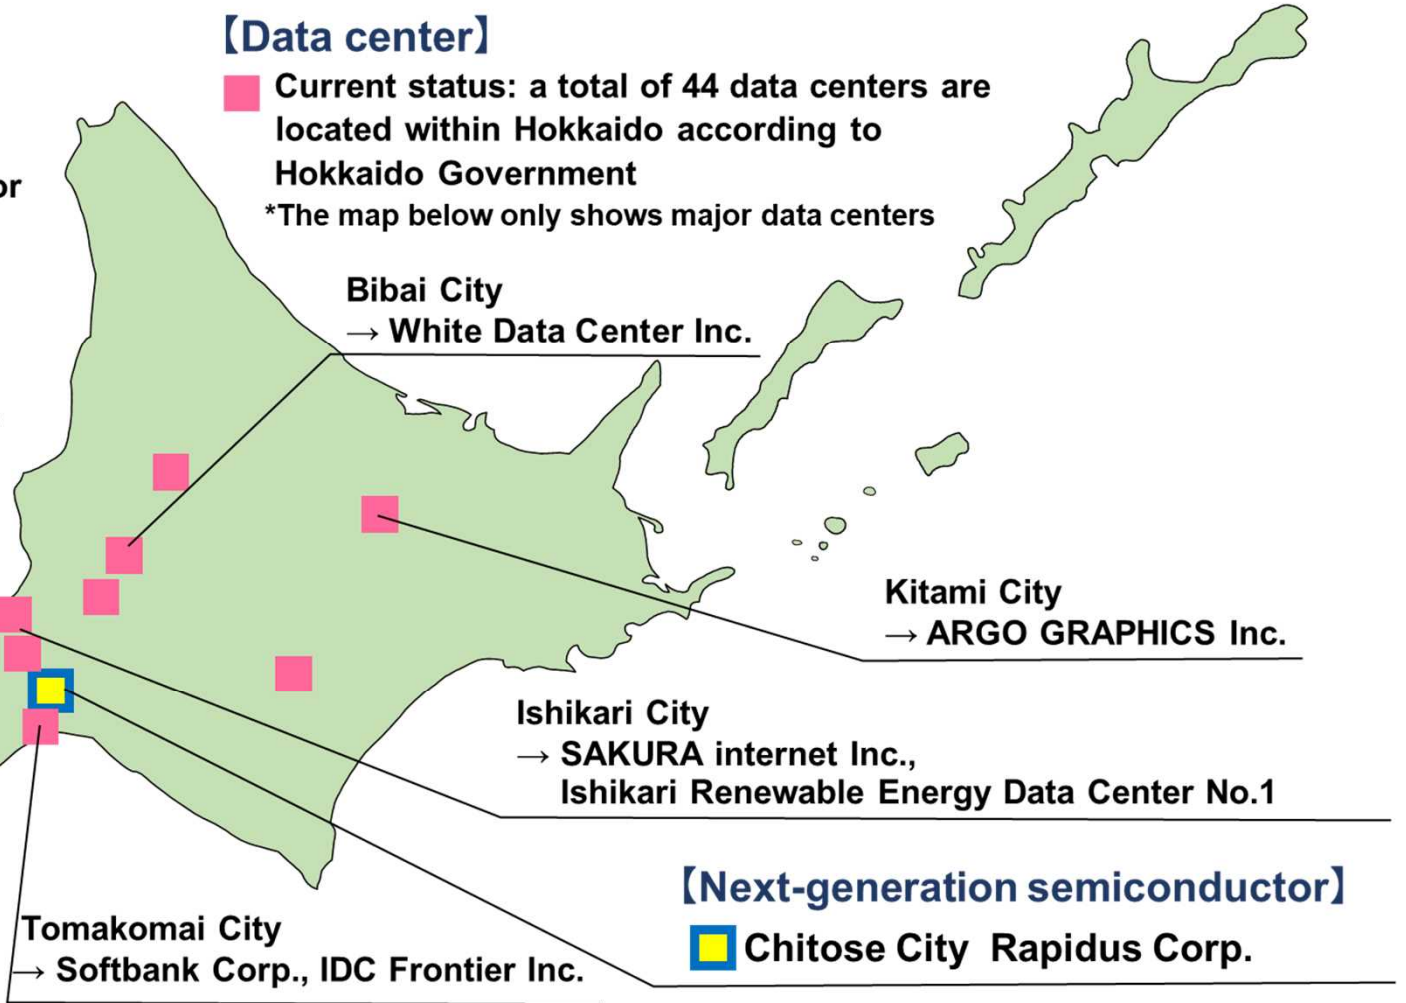 【Data center】
Current status: a total of 44 data centers are
located within Hokkaido according to
Hokkaido Government
*The map below only shows major data centers
or
Bibai City
→ White Data Center Inc.
Kitami City
→ ARGO GRAPHICS Inc.
Ishikari City
→ SAKURA internet Inc.,
Ishikari Renewable Energy Data Center No.1
【Next-generation semiconductor】
Chitose City Rapidus Corp.
Tomakomai City
→ Softbank Corp., IDC Frontier Inc.